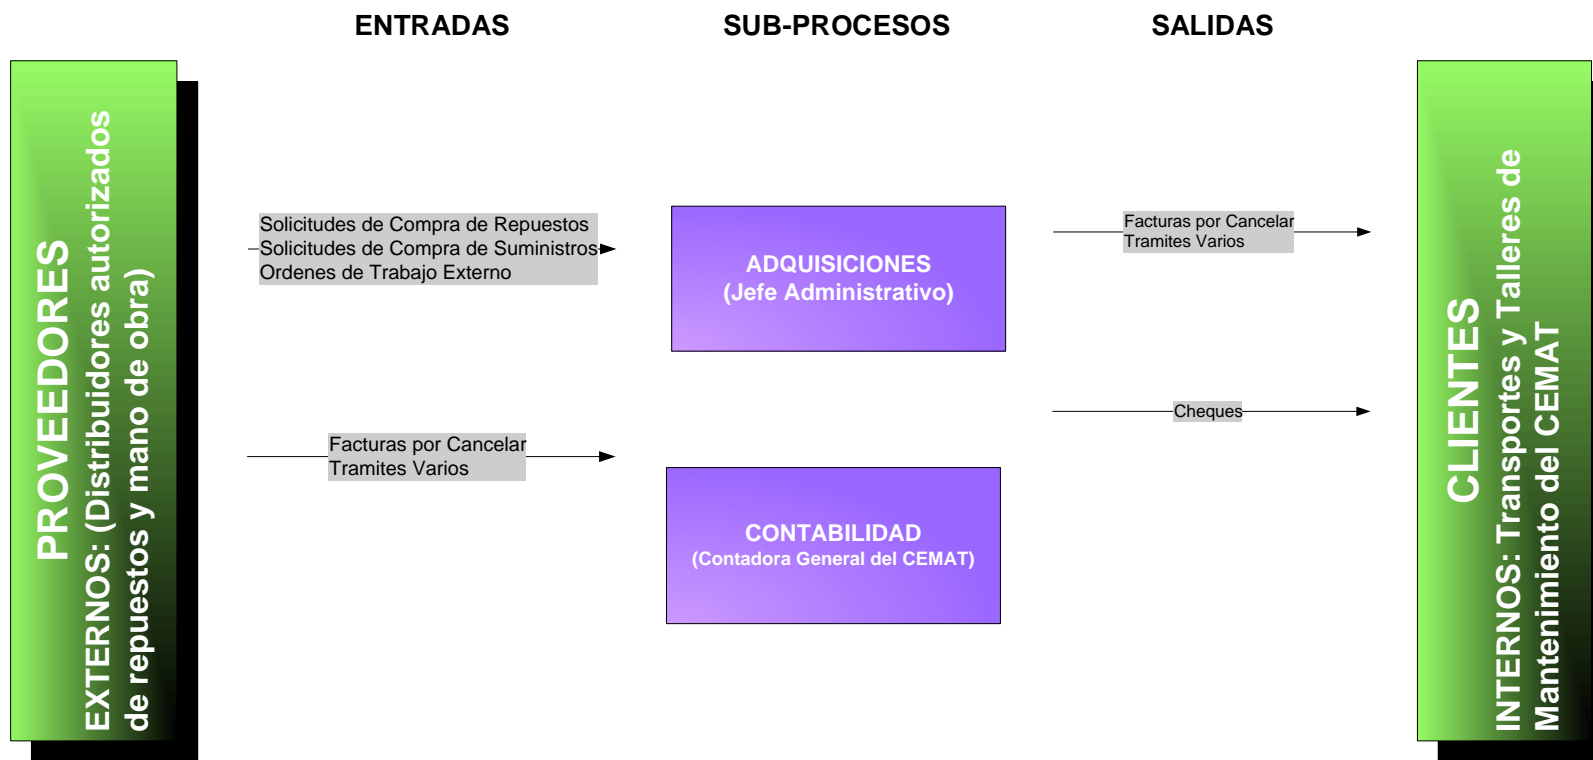 ENTRADAS
SUB-PROCESOS
SALIDAS
PROVEEDORES
EXTERNOS: (Distribuidores autorizados
de repuestos y mano de obra)
Solicitudes de Compra de Repuestos
Solicitudes de Compra de Suministros
Ordenes de Trabajo Externo
Facturas por Cancelar
Tramites Varios
ADQUISICIONES
(Jefe Administrativo)
CONTABILIDAD
(Contadora General del CEMAT)
Facturas por Cancelar
Tramites Varios
Cheques
CLIENTES
INTERNOS: Transportes y Talleres de
Mantenimiento del CEMAT